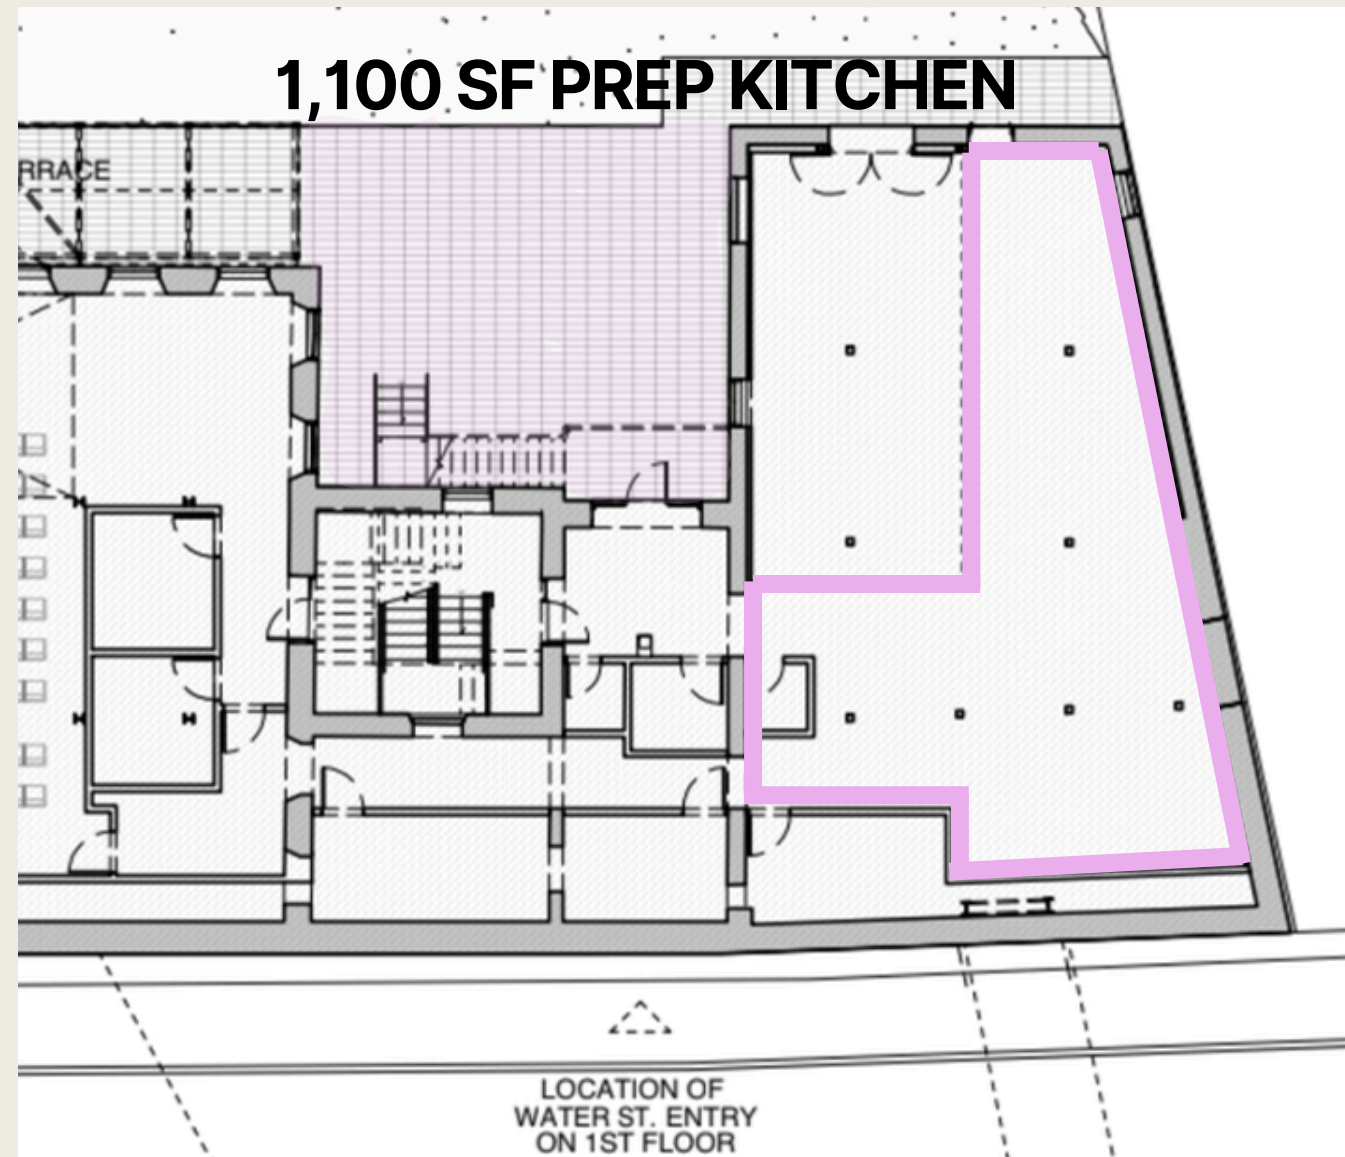 1,100 SF PREP KITCHEN
RRACE
LOCATION OF
WATER ST. ENTRY
ON 1ST FLOOR